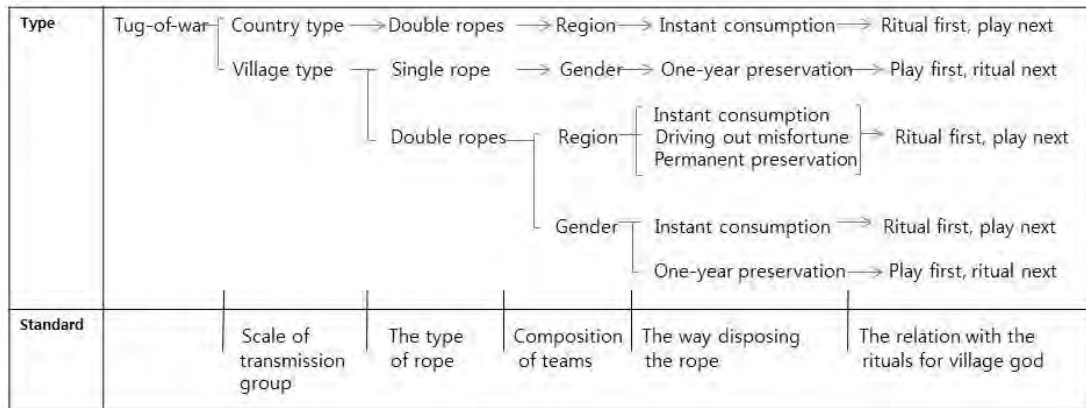 Type Tug-of-war Country type Double ropes Region Instant consumption Ritual first, play next
Village type Single rope Gender One-year preservation Play first, ritual next
Double ropes Region Instant consumption
Driving out misfortune Ritual first, play next
Permanent preservation
Gender Instant consumption Ritual first, play next
One-year preservation Play first, ritual next
Standard
Scale of
transmission
group
The type
of rope
Composition
of teams
The way disposing
the rope
The relation with the
rituals for village god